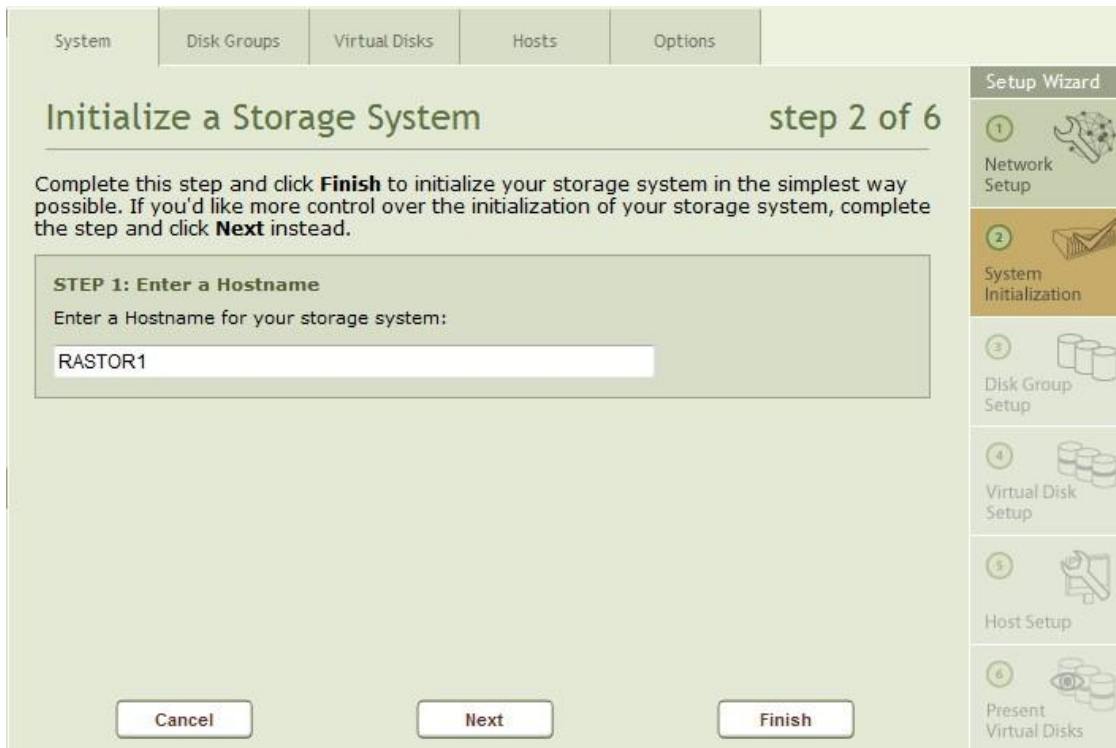 System
Disk Groups
Virtual Disks
Hosts
Options
Initialize a Storage System
step 2 of 6
Complete this step and click Finish to initialize your storage system in the simplest way
possible. If you'd like more control over the initialization of your storage system, complete
the step and click Next instead.
STEP 1: Enter a Hostname
Enter a Hostname for your storage system:
RASTOR1
Cancel
Next
Finish
Setup Wizard
1
Network
Setup
2
System
Initialization
3
Disk Group
Setup
4
Virtual Disk
Setup
5
Host Setup
6
Present
Virtual Disks